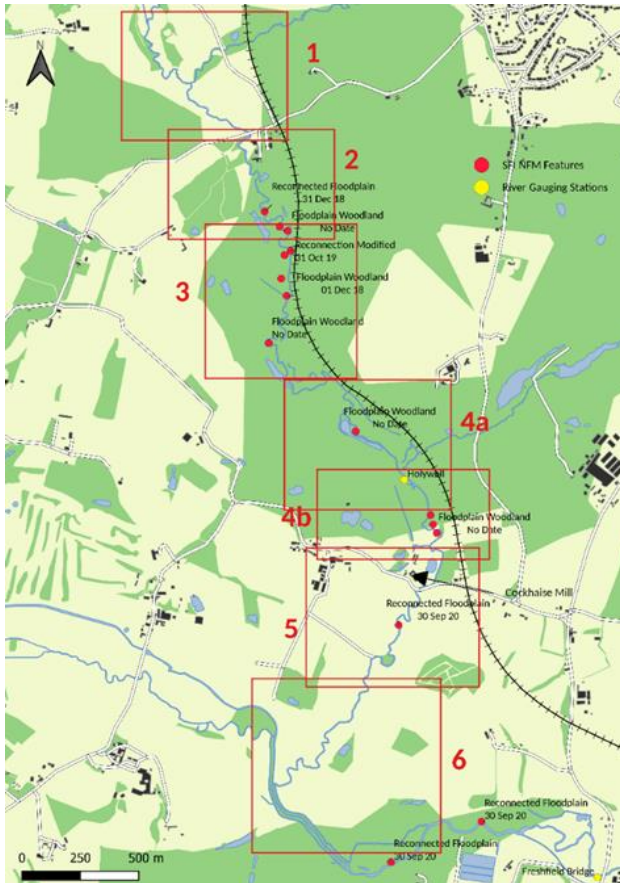 N
1
2
SFI NFM Features
River Gauging Stations
Reconnected Floodplain
31 Dec 18
Floodplain Woodland
No Date
Reconnection Modified
01 Oct 19
3
Floodplain Woodland
01 Dec 18
Floodplain Woodland
No Date
Floodplain Woodland
No Date
4a
Holywell
4b
Floodplain Woodland
No Date
Cockhaise Mill
Reconnected Floodplain
30 Sep 20
5
6
Reconnected Floodplain
30 Sep 20
Reconnected Floodplain
30 Sep 20
Freshfield Bridge
0 250 500 m